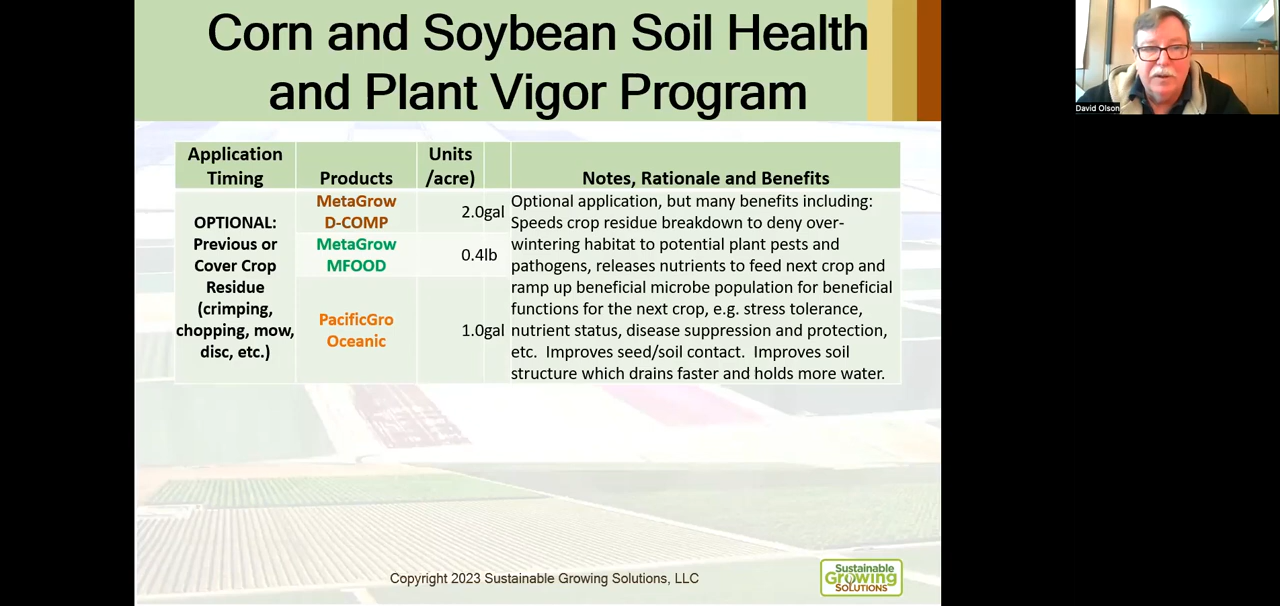 Corn and Soybean Soil Health
and Plant Vigor Program
David Olson
Application
Timing
Products
Units
/acre)
Notes, Rationale and Benefits
OPTIONAL:
Previous or
Cover Crop
Residue
(crimping,
chopping, mow,
disc, etc.)
MetaGrow
D-COMP
2.0gal
MetaGrow
MFOOD
0.4lb
PacificGro
Oceanic
1.0gal
Optional application, but many benefits including:
Speeds crop residue breakdown to deny over-
wintering habitat to potential plant pests and
pathogens, releases nutrients to feed next crop and
ramp up beneficial microbe population for beneficial
functions for the next crop, e.g. stress tolerance,
nutrient status, disease suppression and protection,
etc.  Improves seed/soil contact.  Improves soil
structure which drains faster and holds more water.
Copyright 2023 Sustainable Growing Solutions, LLC
Sustainable
Growing
SOLUTIONS